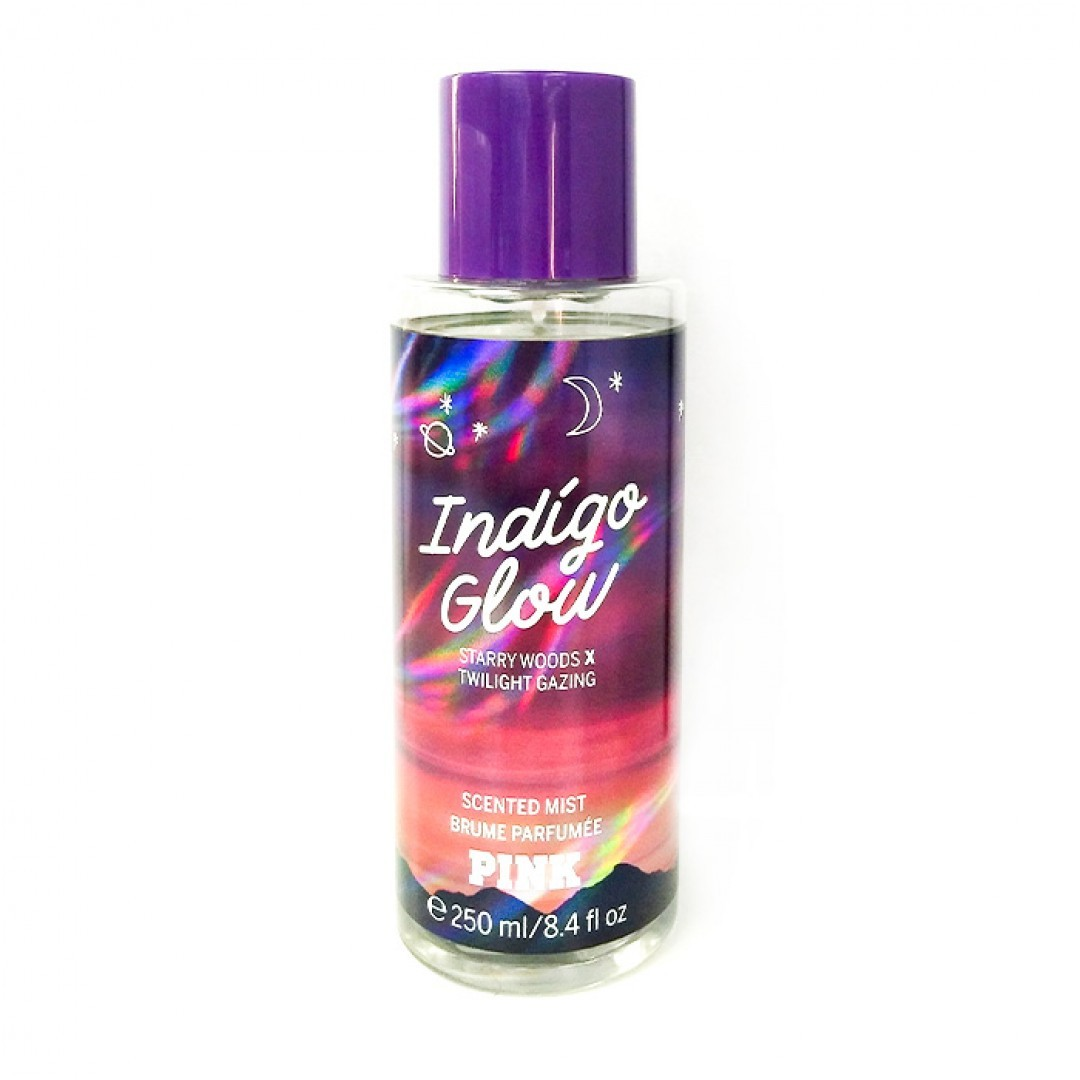 Indígo
Glow
STARRY WOODS X
TWILIGHT GAZING
SCENTED MIST
BRUME PARFUMÉE
PINK
℮ 250 ml/8.4 fl oz